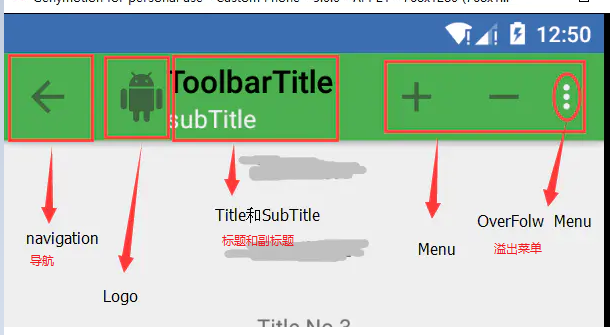 Genymotion for personal use - Custom Phone - 5.0.0 - API 21 - 768x1280 (768x1...
12:50
ToolbarTitle
subTitle
Title和SubTitle
标题和副标题
navigation
导航
OverFolw Menu
溢出菜单
Menu
Logo
Title No.3